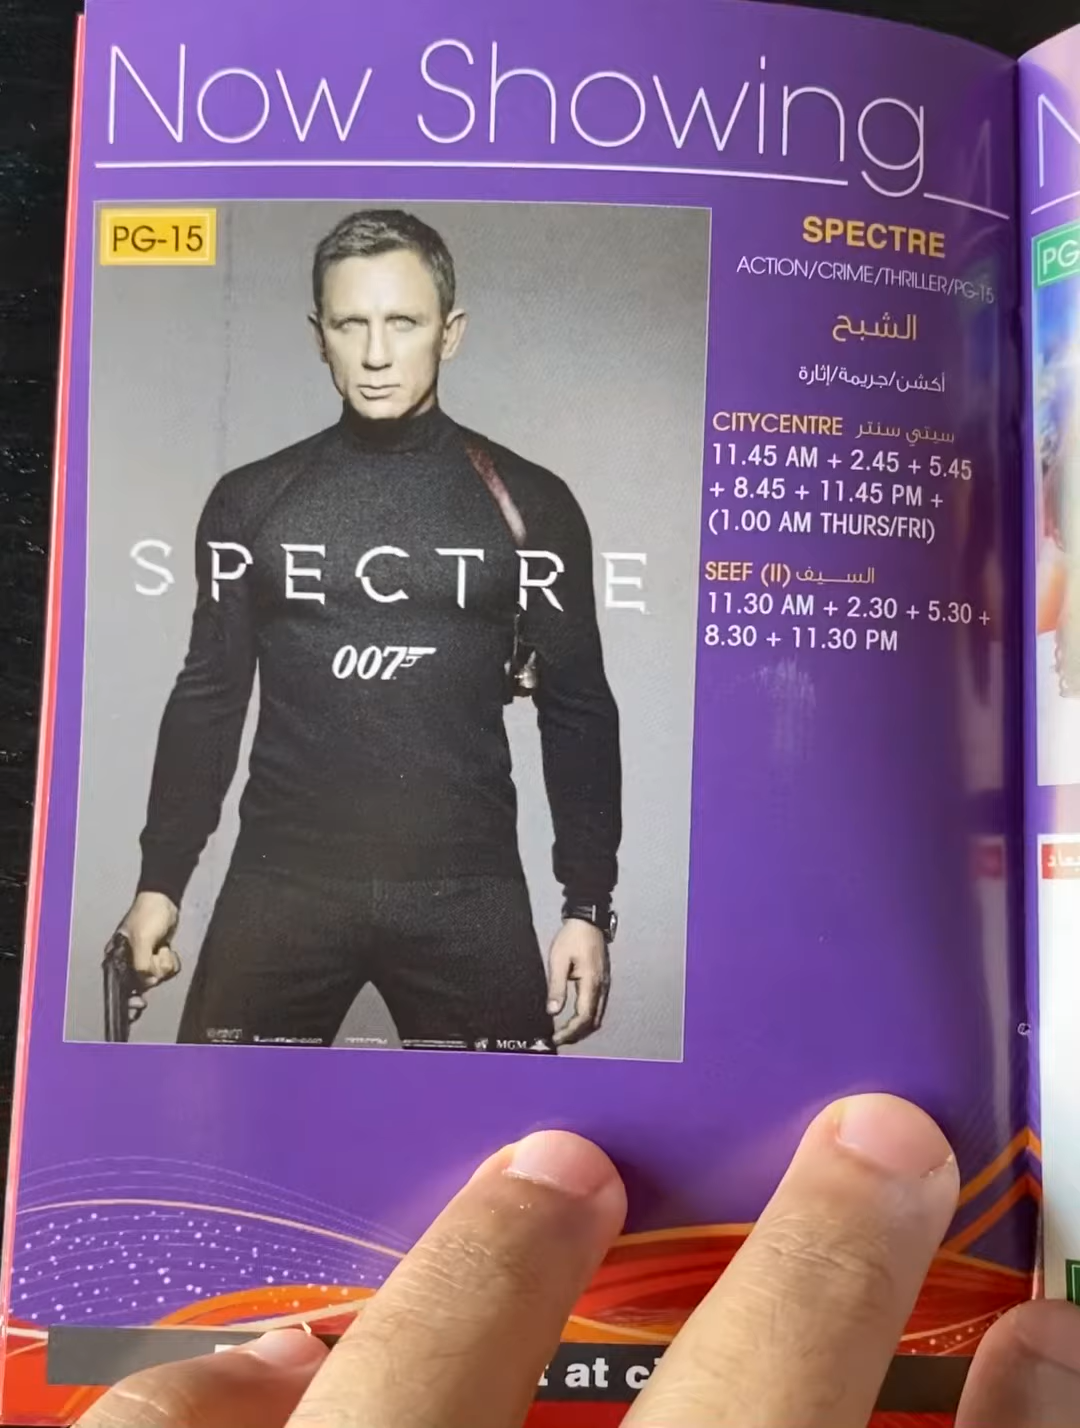 Now Showing
PG-15
SPECTRE
007
MGM
SPECTRE
ACTION/CRIME/THRILLER/PG-15
الشبح
أكشن/جريمة/إثارة
CITYCENTRE سيتي سنتر
11.45 AM + 2.45 + 5.45
+ 8.45 + 11.45 PM +
(1.00 AM THURS/FRI)
SEEF (II) السيف
11.30 AM + 2.30 + 5.30 +
8.30 + 11.30 PM
at
PG-